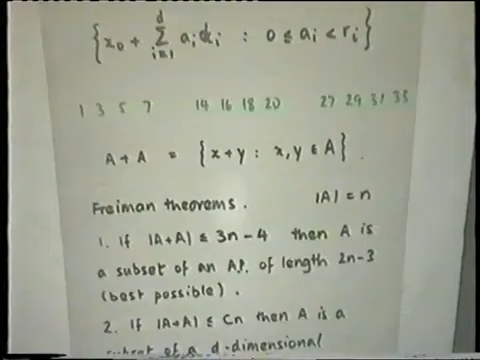 {x₀ + Σ_{i=1}^{d} aᵢdᵢ : 0 ≤ aᵢ < rᵢ}
1 3 5 7 14 16 18 20 27 29 31 33
A+A = {x+y : x, y ∈ A}.
Freiman theorems. |A| = n
1. If |A+A| ≤ 3n-4 then A is
a subset of an A.P. of length 2n-3
(best possible).
2. If |A+A| ≤ Cn then A is a
subset of a d-dimensional